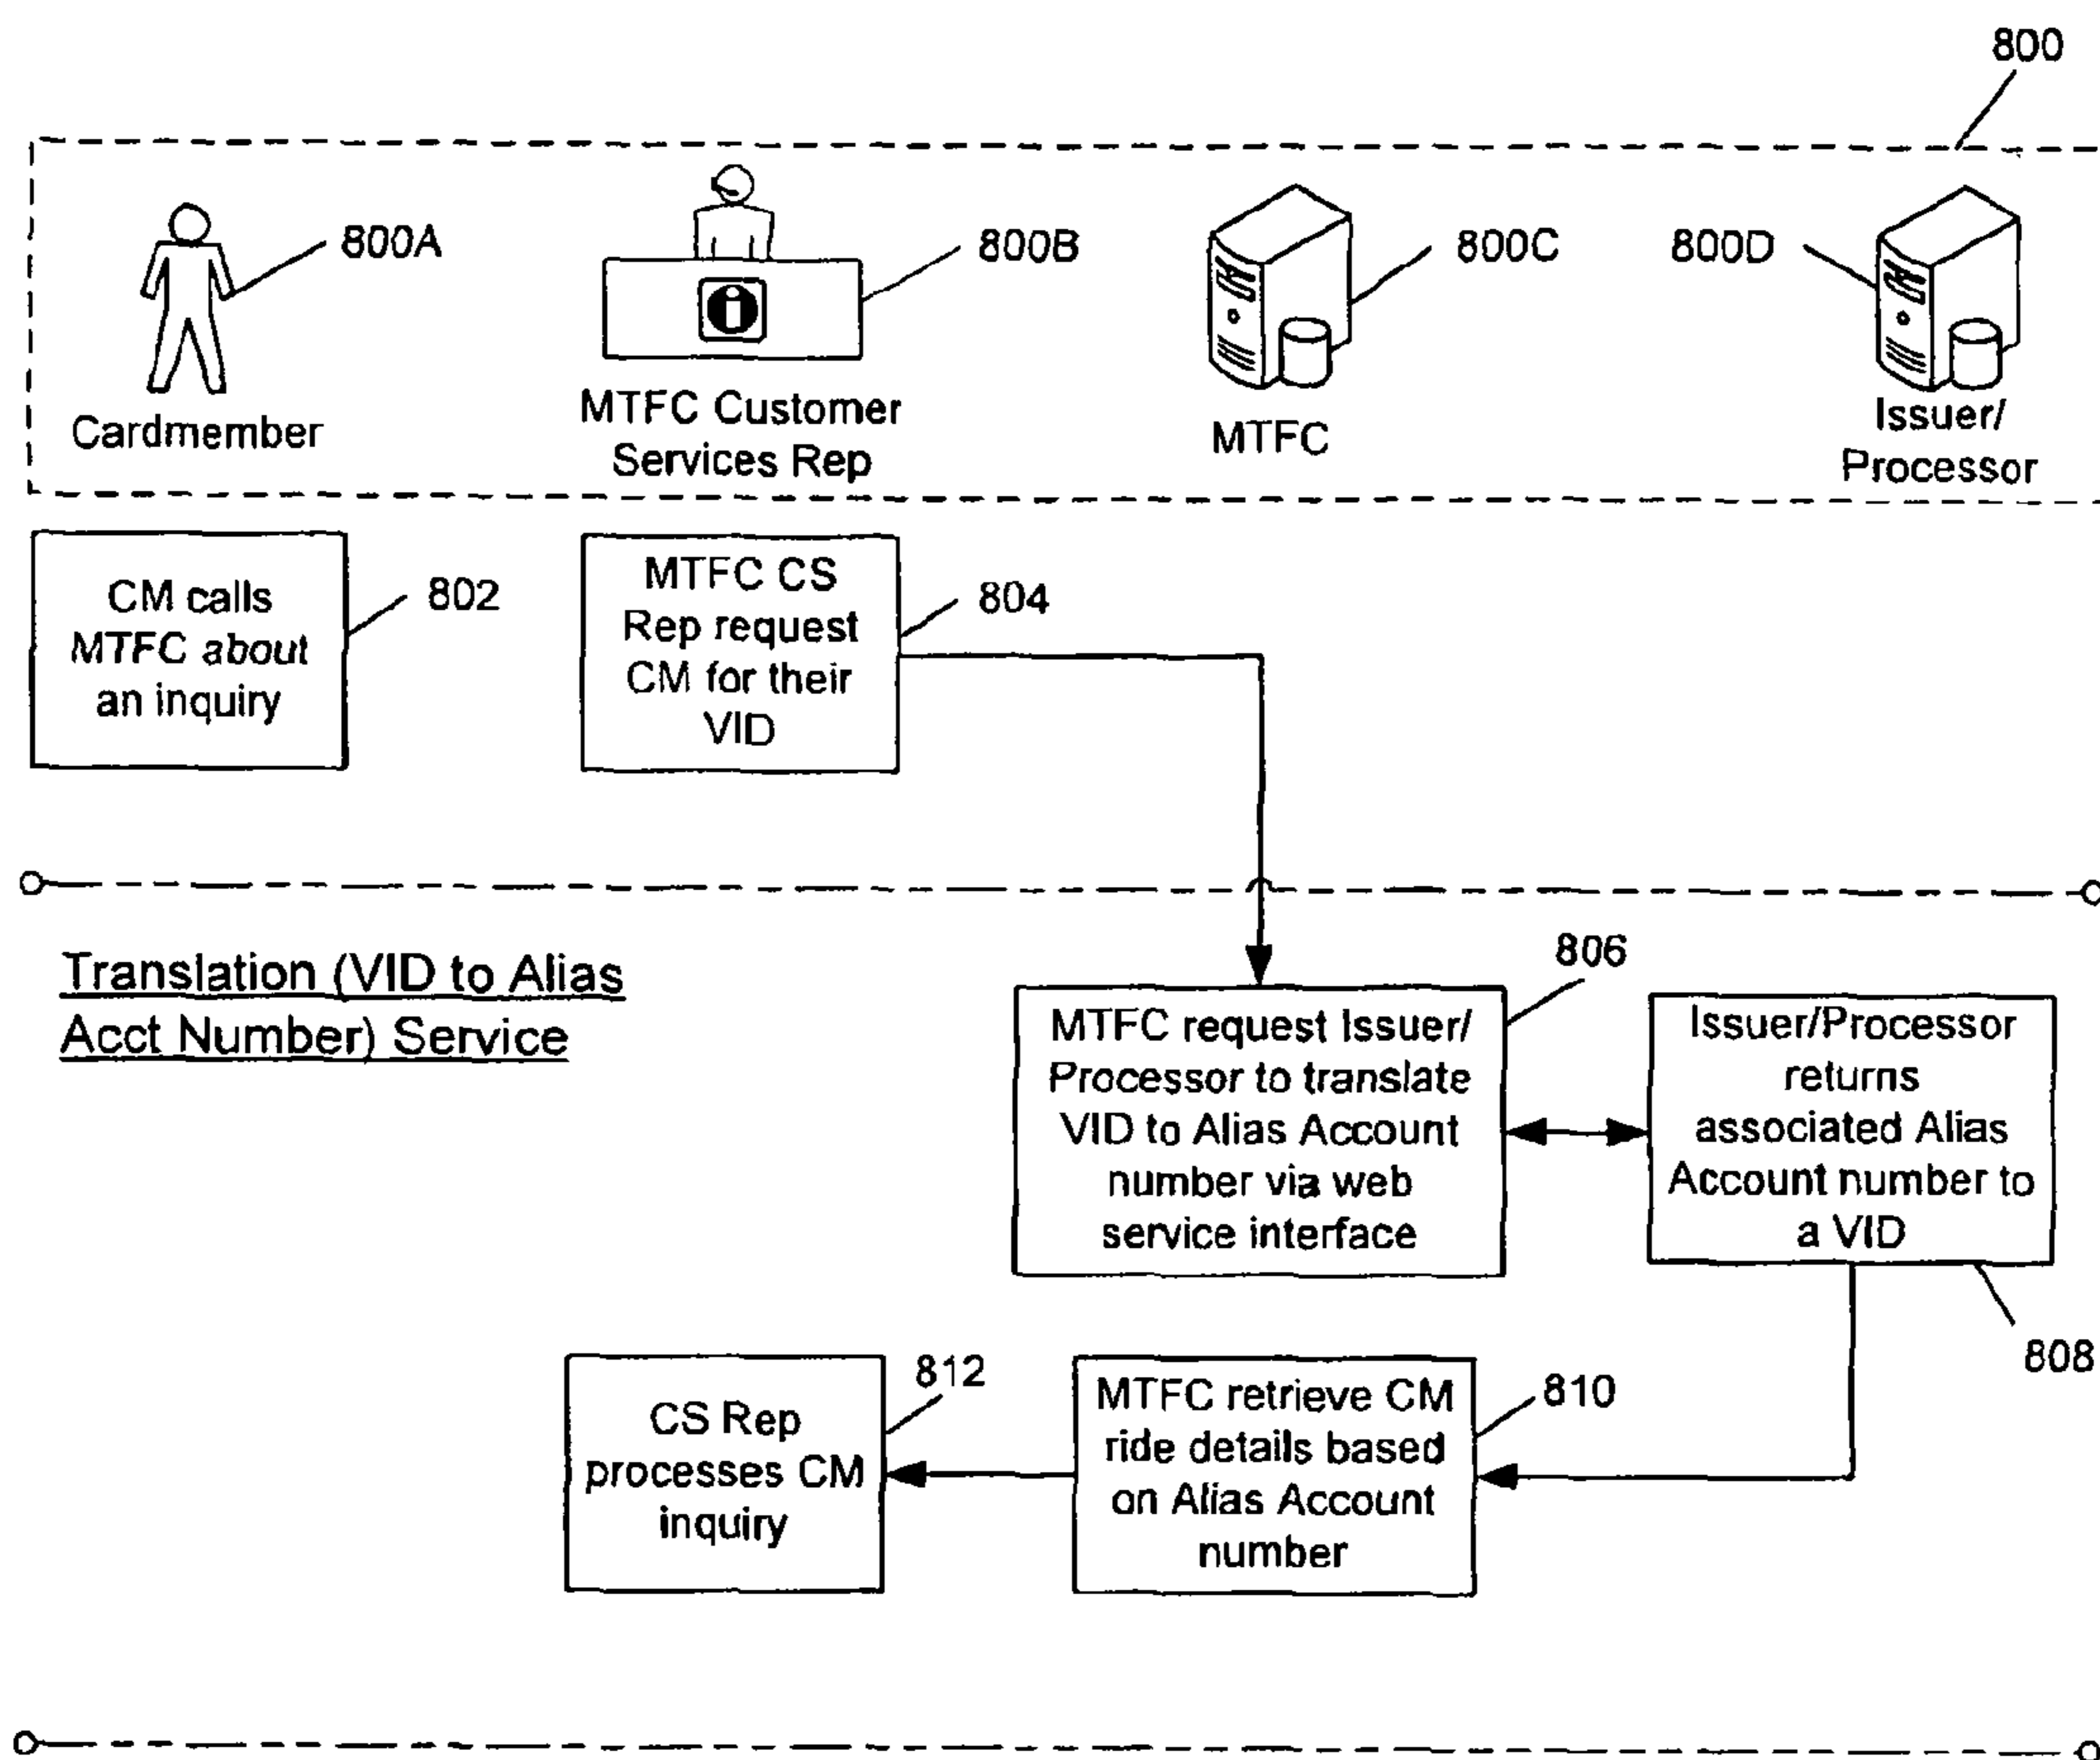 800
800A
800B
800C
800D
Cardmember
MTFC Customer
Services Rep
MTFC
Issuer/
Processor
CM calls
MTFC about
an inquiry
802
MTFC CS
Rep request
CM for their
VID
804
Translation (VID to Alias
Acct Number) Service
806
MTFC request Issuer/
Processor to translate
VID to Alias Account
number via web
service interface
Issuer/Processor
returns
associated Alias
Account number to
a VID
808
812
CS Rep
processes CM
inquiry
MTFC retrieve CM
ride details based
on Alias Account
number
810